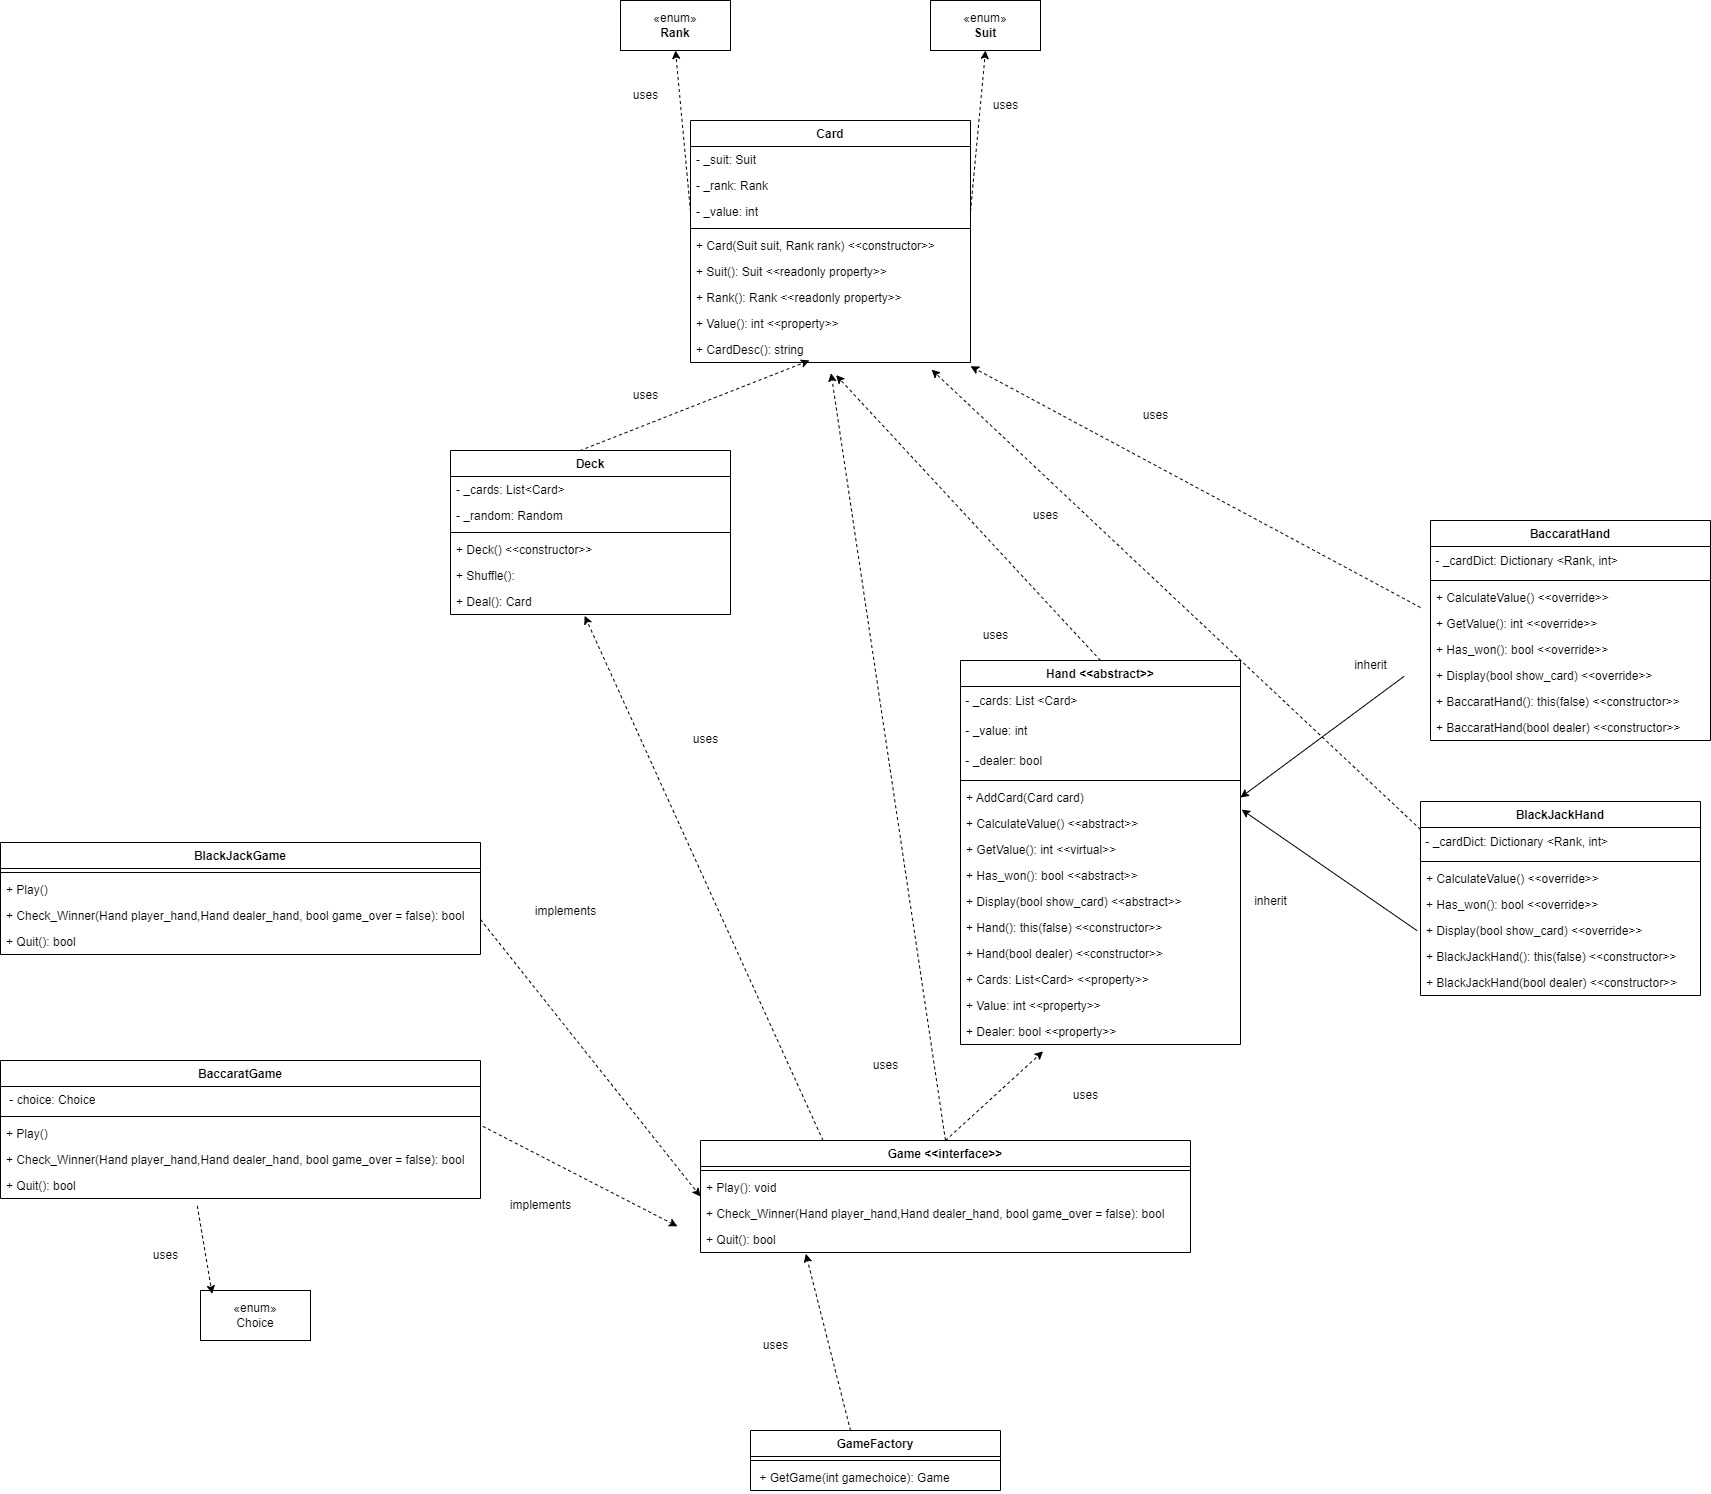 «enum»
Rank
«enum»
Suit
uses
uses
Card
- _suit: Suit
- _rank: Rank
- _value: int
+ Card(Suit suit, Rank rank) <<constructor>>
+ Suit(): Suit <<readonly property>>
+ Rank(): Rank <<readonly property>>
+ Value(): int <<property>>
+ CardDesc(): string
uses
uses
Deck
- _cards: List<Card>
- _random: Random
+ Deck() <<constructor>>
+ Shuffle():
+ Deal(): Card
uses
BaccaratHand
- _cardDict: Dictionary <Rank, int>
+ CalculateValue() <<override>>
+ GetValue(): int <<override>>
+ Has_won(): bool <<override>>
+ Display(bool show_card) <<override>>
+ BaccaratHand(): this(false) <<constructor>>
+ BaccaratHand(bool dealer) <<constructor>>
uses
inherit
Hand <<abstract>>
- _cards: List <Card>
- _value: int
- _dealer: bool
+ AddCard(Card card)
+ CalculateValue() <<abstract>>
+ GetValue(): int <<virtual>>
+ Has_won(): bool <<abstract>>
+ Display(bool show_card) <<abstract>>
+ Hand(): this(false) <<constructor>>
+ Hand(bool dealer) <<constructor>>
+ Cards: List<Card> <<property>>
+ Value: int <<property>>
+ Dealer: bool <<property>>
uses
BlackJackHand
- _cardDict: Dictionary <Rank, int>
+ CalculateValue() <<override>>
+ Has_won(): bool <<override>>
+ Display(bool show_card) <<override>>
+ BlackJackHand(): this(false) <<constructor>>
+ BlackJackHand(bool dealer) <<constructor>>
inherit
BlackJackGame
+ Play()
+ Check_Winner(Hand player_hand,Hand dealer_hand, bool game_over = false): bool
+ Quit(): bool
implements
BaccaratGame
- choice: Choice
+ Play()
+ Check_Winner(Hand player_hand,Hand dealer_hand, bool game_over = false): bool
+ Quit(): bool
uses
uses
implements
Game <<interface>>
+ Play(): void
+ Check_Winner(Hand player_hand,Hand dealer_hand, bool game_over = false): bool
+ Quit(): bool
uses
«enum»
Choice
uses
GameFactory
+ GetGame(int gamechoice): Game